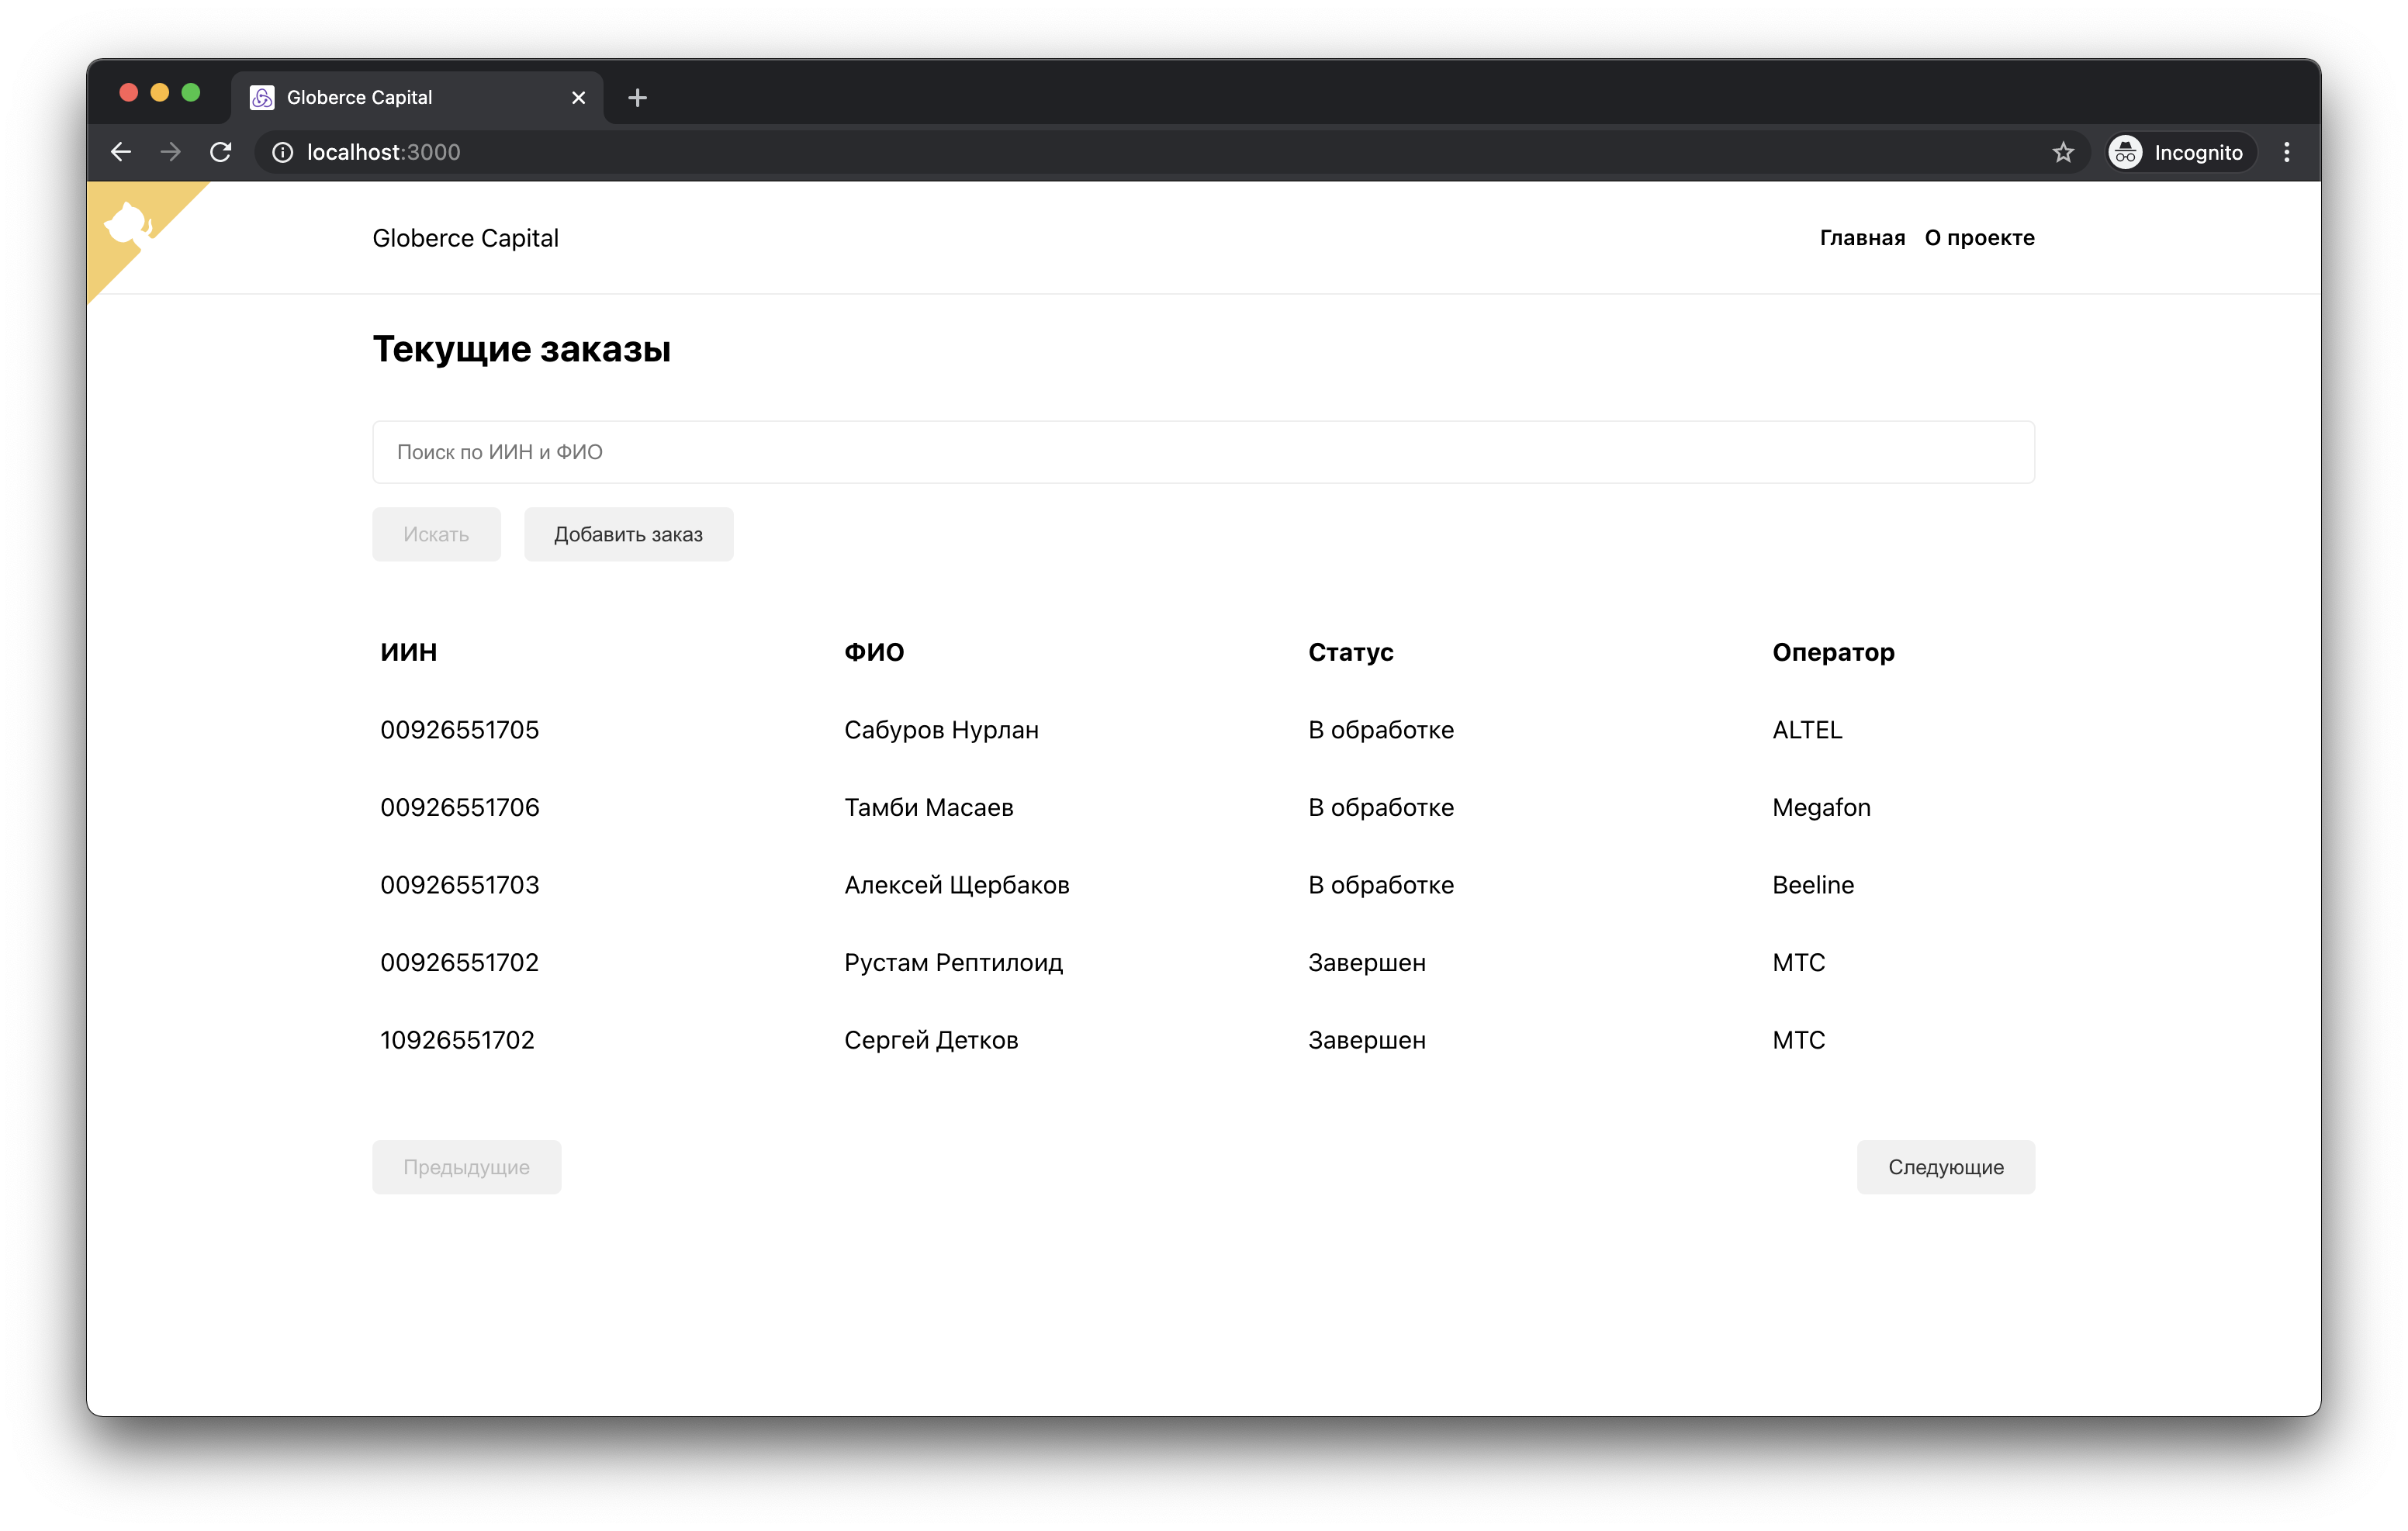 Globerce Capital
localhost:3000
Incognito
Globerce Capital
Главная О проекте
Текущие заказы
Поиск по ИИН и ФИО
Искать Добавить заказ
ИИН ФИО Статус Оператор
00926551705 Сабуров Нурлан В обработке ALTEL
00926551706 Тамби Масаев В обработке Megafon
00926551703 Алексей Щербаков В обработке Beeline
00926551702 Рустам Рептилоид Завершен МТС
10926551702 Сергей Детков Завершен МТС
Предыдущие Следующие